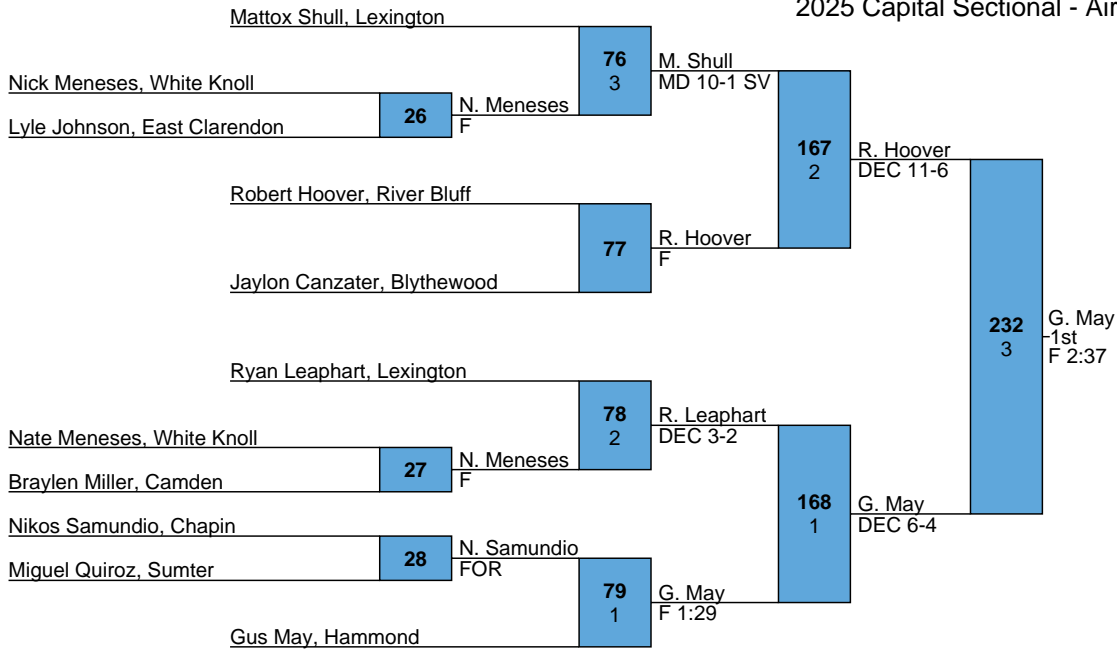 2025 Capital Sectional - Air
Mattox Shull, Lexington
76
3
M. Shull
MD 10-1 SV
Nick Meneses, White Knoll
26
N. Meneses
F
Lyle Johnson, East Clarendon
167
2
R. Hoover
DEC 11-6
Robert Hoover, River Bluff
77
R. Hoover
F
Jaylon Canzater, Blythewood
232
3
G. May
1st
F 2:37
Ryan Leaphart, Lexington
78
2
R. Leaphart
DEC 3-2
Nate Meneses, White Knoll
27
N. Meneses
F
Braylen Miller, Camden
168
1
G. May
DEC 6-4
Nikos Samundio, Chapin
28
N. Samundio
FOR
Miguel Quiroz, Sumter
79
1
G. May
F 1:29
Gus May, Hammond